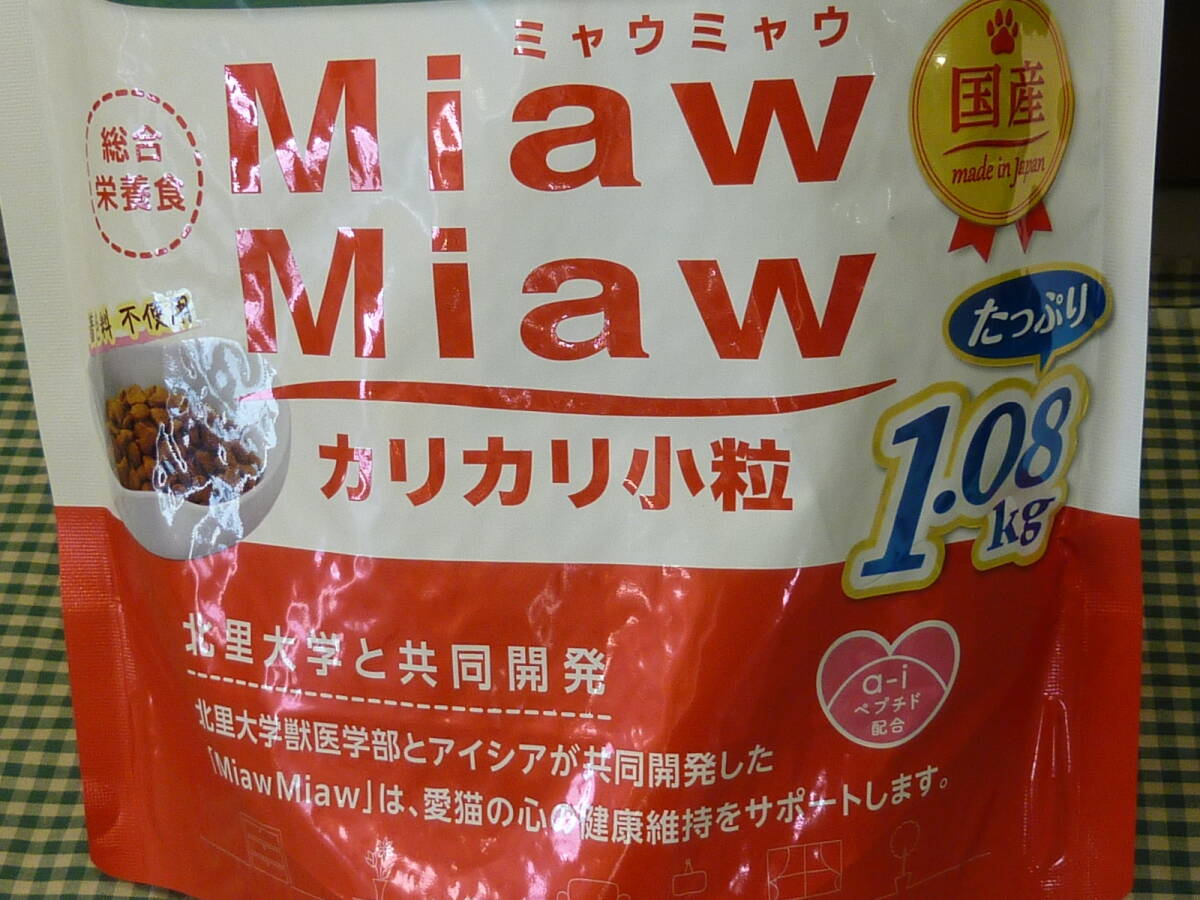 ミャウミャウ
Miaw
Miaw
総合
栄養食
国産
made in Japan
たっぷり
1.08
kg
不使用
カリカリ小粒
北里大学と共同開発
北里大学獣医学部とアイシアが共同開発した
「MiawMiaw」は、愛猫の心の健康維持をサポートします。
a-i
ペプチド
配合